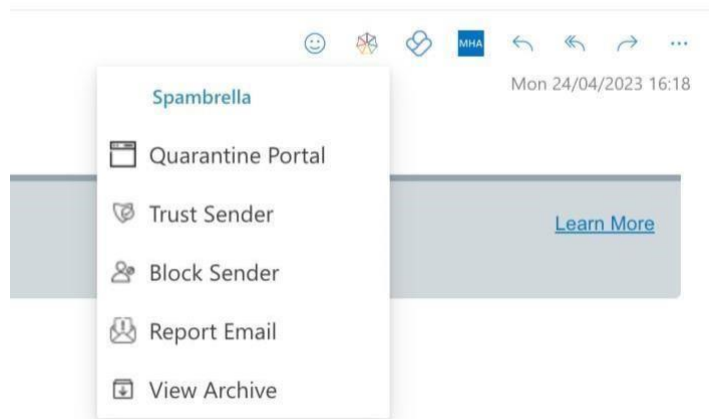 MHA
Mon 24/04/2023 16:18
Spambrella
Quarantine Portal
Trust Sender
Learn More
Block Sender
Report Email
View Archive